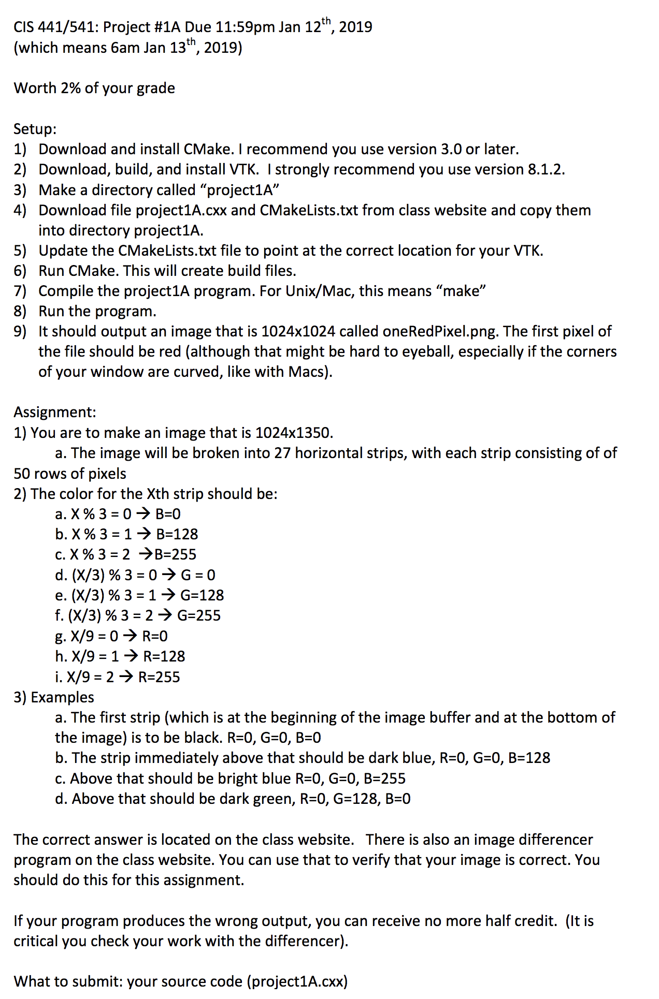 CIS 441/541: Project #1A Due 11:59pm Jan 12th, 2019
(which means 6am Jan 13th, 2019)
Worth 2% of your grade
Setup:
1) Download and install CMake. I recommend you use version 3.0 or later.
2) Download, build, and install VTK. I strongly recommend you use version 8.1.2.
3) Make a directory called “project1A”
4) Download file project1A.cxx and CMakeLists.txt from class website and copy them
into directory project1A.
5) Update the CMakeLists.txt file to point at the correct location for your VTK.
6) Run CMake. This will create build files.
7) Compile the project1A program. For Unix/Mac, this means “make”
8) Run the program.
9) It should output an image that is 1024x1024 called oneRedPixel.png. The first pixel of
the file should be red (although that might be hard to eyeball, especially if the corners
of your window are curved, like with Macs).
Assignment:
1) You are to make an image that is 1024x1350.
a. The image will be broken into 27 horizontal strips, with each strip consisting of of
50 rows of pixels
2) The color for the Xth strip should be:
a. X % 3 = 0 → B=0
b. X % 3 = 1 → B=128
c. X % 3 = 2 →B=255
d. (X/3) % 3 = 0 → G = 0
e. (X/3) % 3 = 1 → G=128
f. (X/3) % 3 = 2 → G=255
g. X/9 = 0 → R=0
h. X/9 = 1 → R=128
i. X/9 = 2 → R=255
3) Examples
a. The first strip (which is at the beginning of the image buffer and at the bottom of
the image) is to be black. R=0, G=0, B=0
b. The strip immediately above that should be dark blue, R=0, G=0, B=128
c. Above that should be bright blue R=0, G=0, B=255
d. Above that should be dark green, R=0, G=128, B=0
The correct answer is located on the class website. There is also an image differencer
program on the class website. You can use that to verify that your image is correct. You
should do this for this assignment.
If your program produces the wrong output, you can receive no more half credit. (It is
critical you check your work with the differencer).
What to submit: your source code (project1A.cxx)